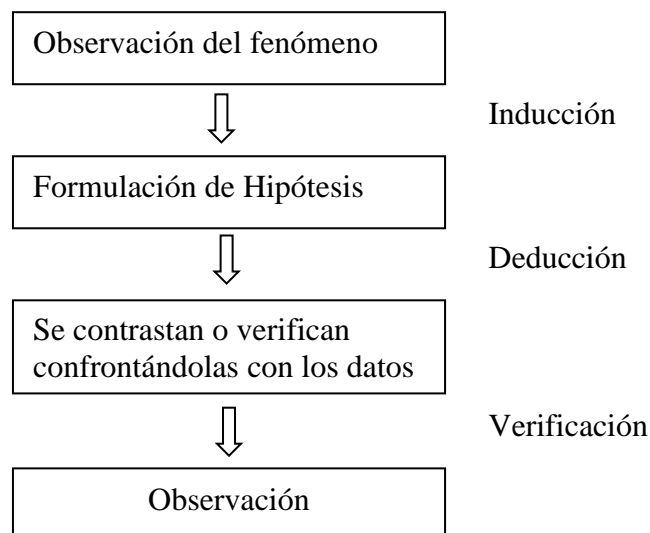 Observación del fenómeno
Inducción
Formulación de Hipótesis
Deducción
Se contrastan o verifican
confrontándolas con los datos
Verificación
Observación